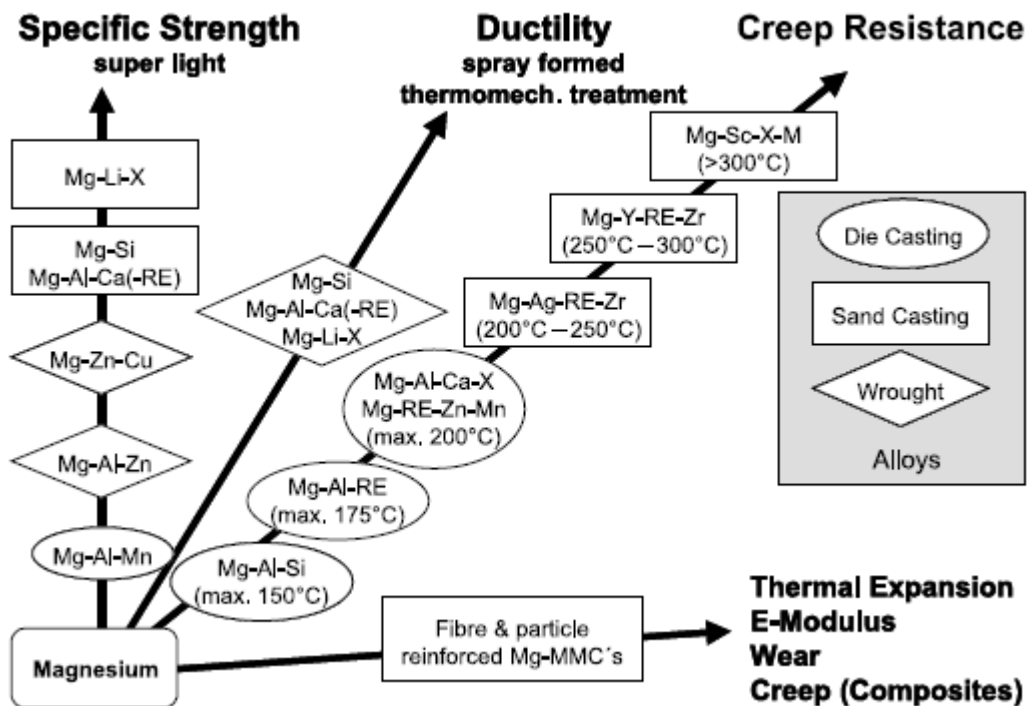 Specific Strength
super light
Ductility
spray formed
thermomech. treatment
Creep Resistance
Mg-Li-X
Mg-Si
Mg-Al-Ca(-RE)
Mg-Zn-Cu
Mg-Al-Zn
Mg-Al-Mn
Mg-Si
Mg-Al-Ca(-RE)
Mg-Li-X
Mg-Sc-X-M
(>300°C)
Mg-Y-RE-Zr
(250°C—300°C)
Mg-Ag-RE-Zr
(200°C—250°C)
Mg-Al-Ca-X
Mg-RE-Zn-Mn
(max. 200°C)
Mg-Al-RE
(max. 175°C)
Mg-Al-Si
(max. 150°C)
Die Casting
Sand Casting
Wrought
Alloys
Magnesium
Fibre & particle
reinforced Mg-MMC´s
Thermal Expansion
E-Modulus
Wear
Creep (Composites)